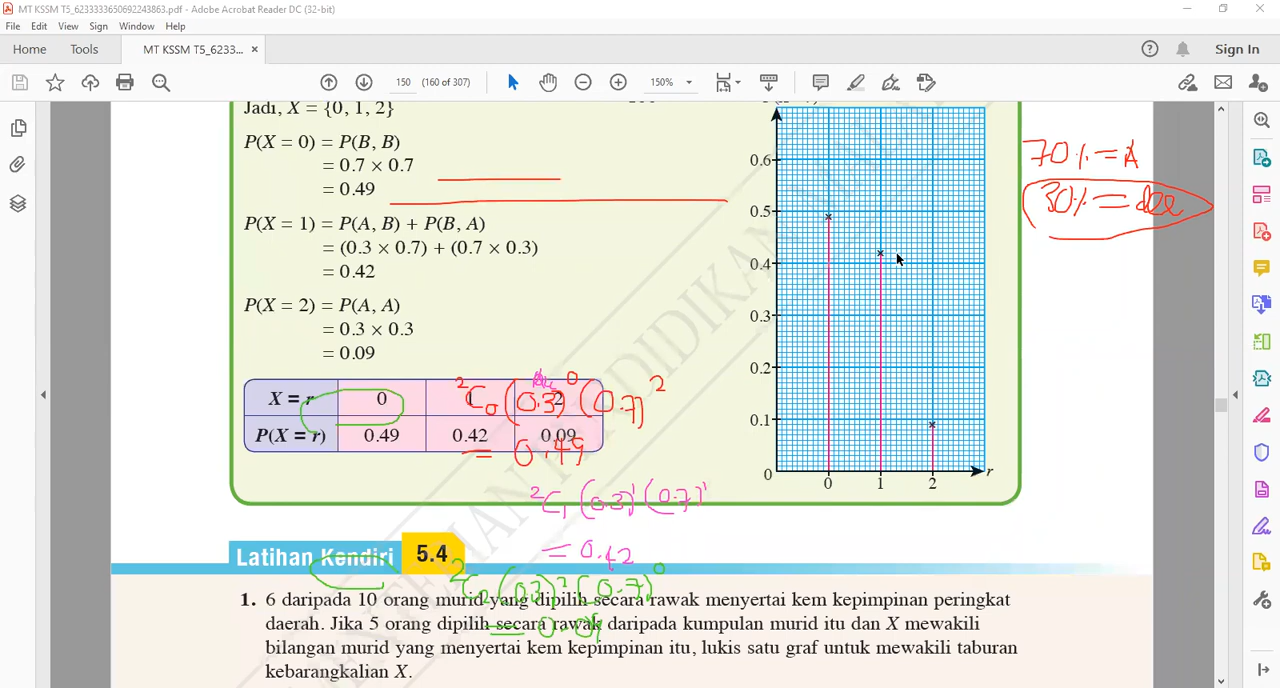 MT KSSM T5_6233333650692243863.pdf - Adobe Acrobat Reader DC (32-bit)
File Edit View Sign Window Help
Home Tools MT KSSM T5_6233... × Sign In
150 (160 of 307) 150%
Jadi, X = {0, 1, 2}
P(X = 0) = P(B, B)
= 0.7 × 0.7
= 0.49
P(X = 1) = P(A, B) + P(B, A)
= (0.3 × 0.7) + (0.7 × 0.3)
= 0.42
P(X = 2) = P(A, A)
= 0.3 × 0.3
= 0.09
X = r 0 1 2
P(X = r) 0.49 0.42 0.09
0.6
0.5
0.4
0.3
0.2
0.1
0
0 1 2 r
70% = A
30% =
²C₀ (0.3)⁰ (0.7)²
= 0.49
²C₁ (0.3)¹ (0.7)¹
= 0.42
²C₂ (0.3)² (0.7)⁰
= 0.09
Latihan Kendiri 5.4
1. 6 daripada 10 orang murid yang dipilih secara rawak menyertai kem kepimpinan peringkat
daerah. Jika 5 orang dipilih secara rawak daripada kumpulan murid itu dan X mewakili
bilangan murid yang menyertai kem kepimpinan itu, lukis satu graf untuk mewakili taburan
kebarangkalian X.